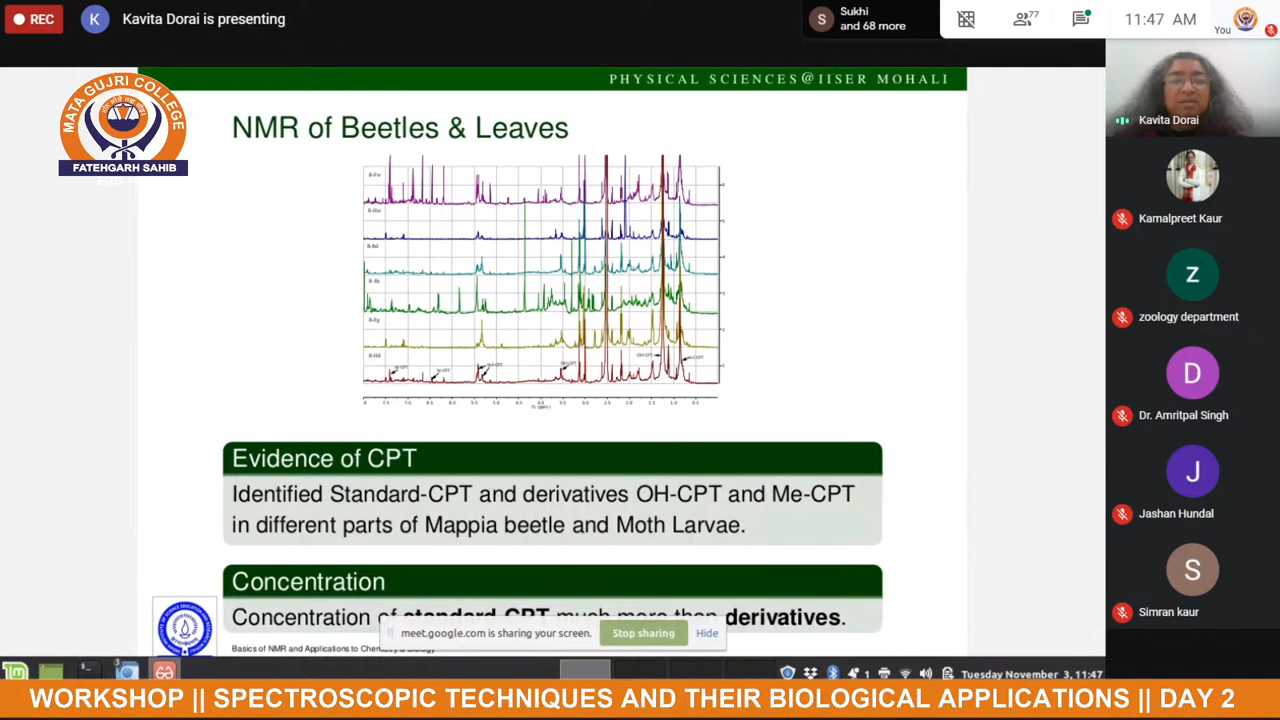 REC
K
Kavita Dorai is presenting
S
Sukhi
and 68 more
77
11:47 AM
You
PHYSICAL SCIENCES@IISER MOHALI
MATA GUJRI COLLEGE
FATEHGARH SAHIB
NMR of Beetles & Leaves
Kavita Dorai
Kamalpreet Kaur
Z
zoology department
D
Dr. Amritpal Singh
J
Jashan Hundal
S
Simran kaur
Evidence of CPT
Identified Standard-CPT and derivatives OH-CPT and Me-CPT
in different parts of Mappia beetle and Moth Larvae.
Concentration
Concentration of standard-CPT much more than derivatives.
meet.google.com is sharing your screen.
Stop sharing
Hide
Basics of NMR and Applications to Chemistry & Biology
1
Tuesday November 3, 11:47
WORKSHOP || SPECTROSCOPIC TECHNIQUES AND THEIR BIOLOGICAL APPLICATIONS || DAY 2